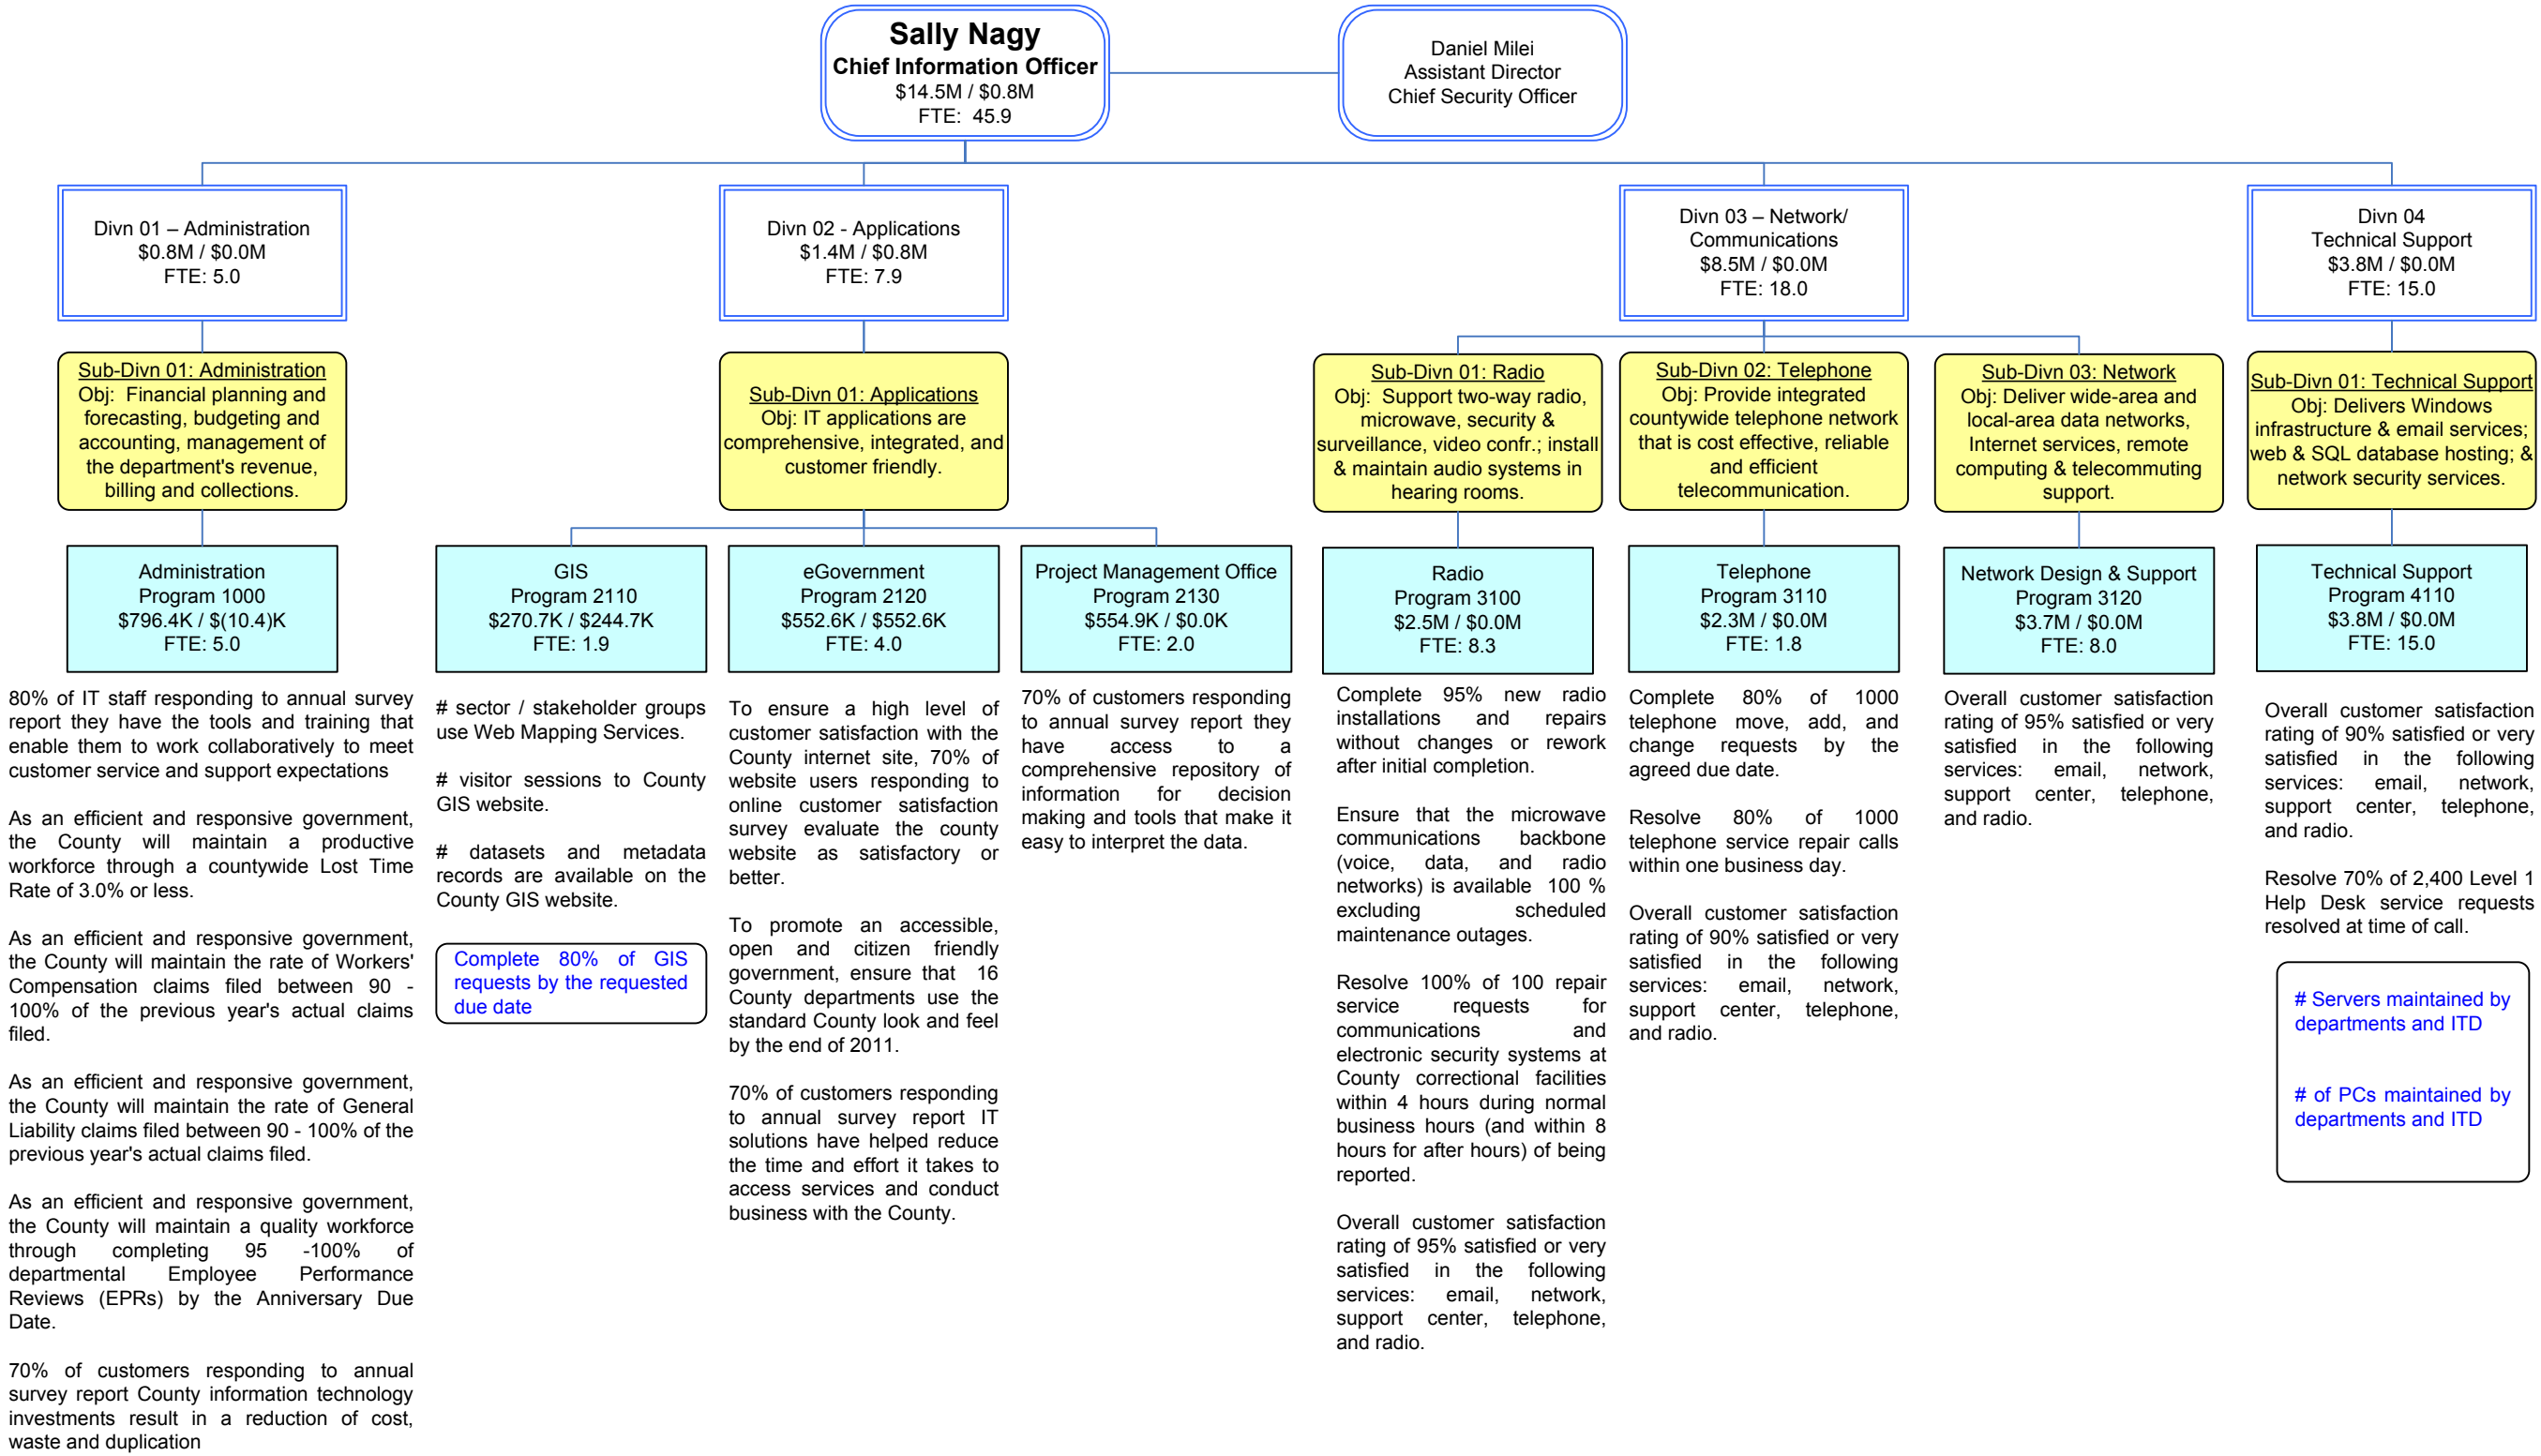 Sally Nagy
Chief Information Officer
$14.5M / $0.8M
FTE: 45.9
Daniel Milei
Assistant Director
Chief Security Officer
Divn 01 – Administration
$0.8M / $0.0M
FTE: 5.0
Divn 02 - Applications
$1.4M / $0.8M
FTE: 7.9
Divn 03 – Network/
Communications
$8.5M / $0.0M
FTE: 18.0
Divn 04
Technical Support
$3.8M / $0.0M
FTE: 15.0
Sub-Divn 01: Administration
Obj: Financial planning and
forecasting, budgeting and
accounting, management of
the department's revenue,
billing and collections.
Sub-Divn 01: Applications
Obj: IT applications are
comprehensive, integrated, and
customer friendly.
Sub-Divn 01: Radio
Obj: Support two-way radio,
microwave, security &
surveillance, video confr.; install
& maintain audio systems in
hearing rooms.
Sub-Divn 02: Telephone
Obj: Provide integrated
countywide telephone network
that is cost effective, reliable
and efficient
telecommunication.
Sub-Divn 03: Network
Obj: Deliver wide-area and
local-area data networks,
Internet services, remote
computing & telecommuting
support.
Sub-Divn 01: Technical Support
Obj: Delivers Windows
infrastructure & email services;
web & SQL database hosting; &
network security services.
Administration
Program 1000
$796.4K / $(10.4)K
FTE: 5.0
GIS
Program 2110
$270.7K / $244.7K
FTE: 1.9
eGovernment
Program 2120
$552.6K / $552.6K
FTE: 4.0
Project Management Office
Program 2130
$554.9K / $0.0K
FTE: 2.0
Radio
Program 3100
$2.5M / $0.0M
FTE: 8.3
Telephone
Program 3110
$2.3M / $0.0M
FTE: 1.8
Network Design & Support
Program 3120
$3.7M / $0.0M
FTE: 8.0
Technical Support
Program 4110
$3.8M / $0.0M
FTE: 15.0
80% of IT staff responding to annual survey
report they have the tools and training that
enable them to work collaboratively to meet
customer service and support expectations
As an efficient and responsive government,
the County will maintain a productive
workforce through a countywide Lost Time
Rate of 3.0% or less.
As an efficient and responsive government,
the County will maintain the rate of Workers'
Compensation claims filed between 90 -
100% of the previous year's actual claims
filed.
As an efficient and responsive government,
the County will maintain the rate of General
Liability claims filed between 90 - 100% of the
previous year's actual claims filed.
As an efficient and responsive government,
the County will maintain a quality workforce
through completing 95 -100% of
departmental Employee Performance
Reviews (EPRs) by the Anniversary Due
Date.
70% of customers responding to annual
survey report County information technology
investments result in a reduction of cost,
waste and duplication
# sector / stakeholder groups
use Web Mapping Services.
# visitor sessions to County
GIS website.
# datasets and metadata
records are available on the
County GIS website.
Complete 80% of GIS
requests by the requested
due date
To ensure a high level of
customer satisfaction with the
County internet site, 70% of
website users responding to
online customer satisfaction
survey evaluate the county
website as satisfactory or
better.
To promote an accessible,
open and citizen friendly
government, ensure that 16
County departments use the
standard County look and feel
by the end of 2011.
70% of customers responding
to annual survey report IT
solutions have helped reduce
the time and effort it takes to
access services and conduct
business with the County.
70% of customers responding
to annual survey report they
have access to a
comprehensive repository of
information for decision
making and tools that make it
easy to interpret the data.
Complete 95% new radio
installations and repairs
without changes or rework
after initial completion.
Ensure that the microwave
communications backbone
(voice, data, and radio
networks) is available 100 %
excluding scheduled
maintenance outages.
Resolve 100% of 100 repair
service requests for
communications and
electronic security systems at
County correctional facilities
within 4 hours during normal
business hours (and within 8
hours for after hours) of being
reported.
Overall customer satisfaction
rating of 95% satisfied or very
satisfied in the following
services: email, network,
support center, telephone,
and radio.
Complete 80% of 1000
telephone move, add, and
change requests by the
agreed due date.
Resolve 80% of 1000
telephone service repair calls
within one business day.
Overall customer satisfaction
rating of 90% satisfied or very
satisfied in the following
services: email, network,
support center, telephone,
and radio.
Overall customer satisfaction
rating of 95% satisfied or very
satisfied in the following
services: email, network,
support center, telephone,
and radio.
Overall customer satisfaction
rating of 90% satisfied or very
satisfied in the following
services: email, network,
support center, telephone,
and radio.
Resolve 70% of 2,400 Level 1
Help Desk service requests
resolved at time of call.
# Servers maintained by
departments and ITD
# of PCs maintained by
departments and ITD